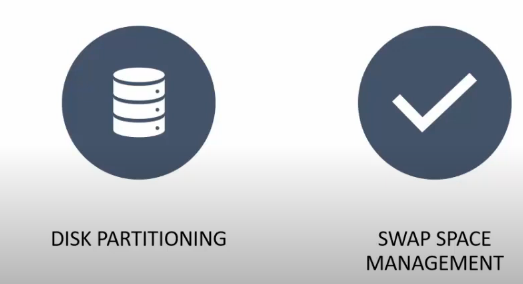 DISK PARTITIONING
SWAP SPACE
MANAGEMENT